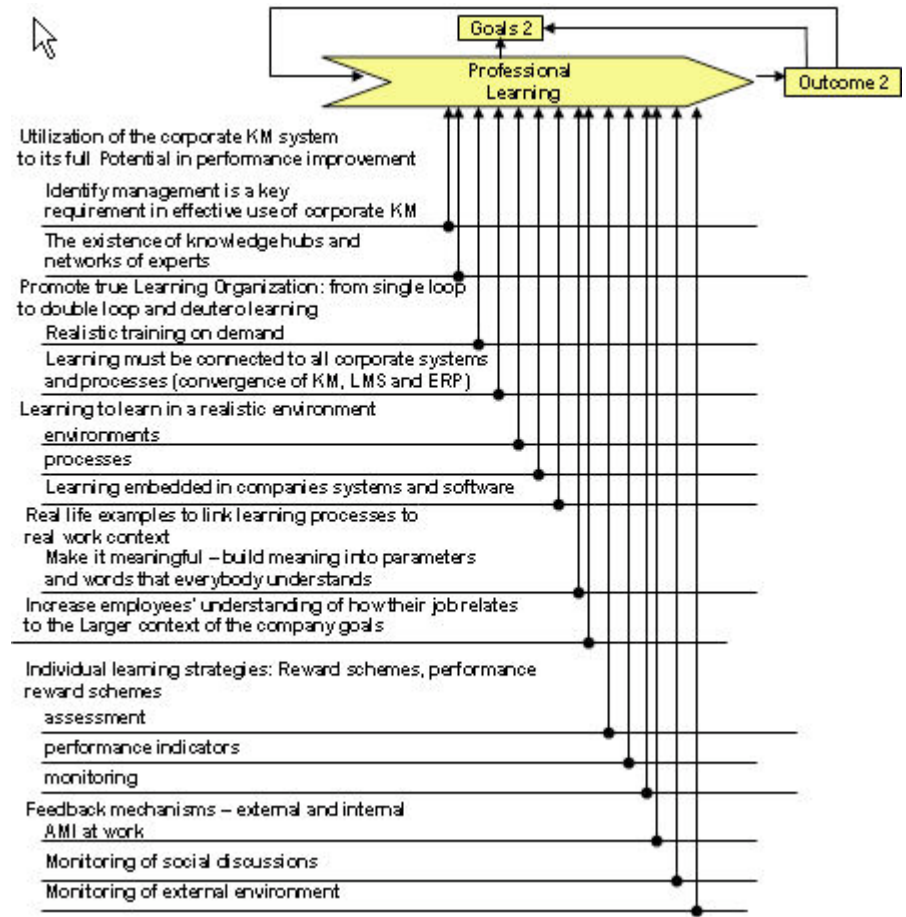 Goals 2
Professional
Learning
Outcome 2
Utilization of the corporate KM system
to its full Potential in performance improvement
Identify management is a key
requirement in effective use of corporate KM
The existence of knowledge hubs and
networks of experts
Promote true Learning Organization: from single loop
to double loop and deutero learning
Realistic training on demand
Learning must be connected to all corporate systems
and processes (convergence of KM, LMS and ERP)
Learning to learn in a realistic environment
environments
processes
Learning embedded in companies systems and software
Real life examples to link learning processes to
real work context
Make it meaningful – build meaning into parameters
and words that everybody understands
Increase employees' understanding of how their job relates
to the Larger context of the company goals
Individual learning strategies: Reward schemes, performance
reward schemes
assessment
performance indicators
monitoring
Feedback mechanisms – external and internal
AMI at work
Monitoring of social discussions
Monitoring of external environment